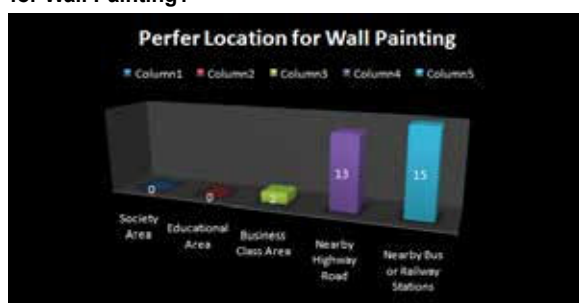 for Wall Painting?
Perfer Location for Wall Painting
Column1 Column2 Column3 Column4 Column5
0
0
13
15
Society
Area
Educational
Area
Business
Class Area
Nearby
Highway
Road
Nearby Bus
or Railway
Stations